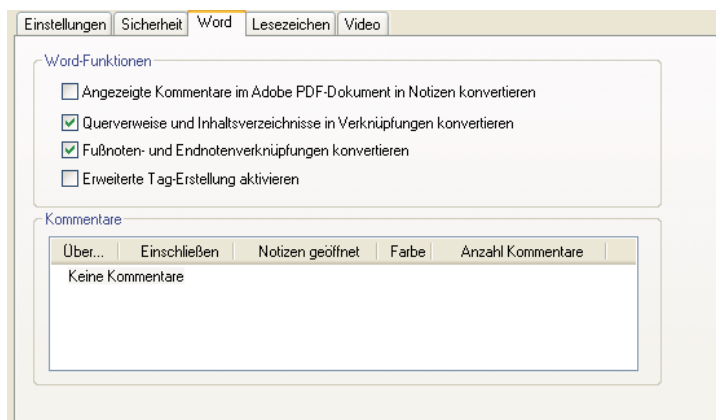 Einstellungen Sicherheit Word Lesezeichen Video
Word-Funktionen
Angezeigte Kommentare im Adobe PDF-Dokument in Notizen konvertieren
Querverweise und Inhaltsverzeichnisse in Verknüpfungen konvertieren
Fußnoten- und Endnotenverknüpfungen konvertieren
Erweiterte Tag-Erstellung aktivieren
Kommentare
Über... Einschließen Notizen geöffnet Farbe Anzahl Kommentare
Keine Kommentare